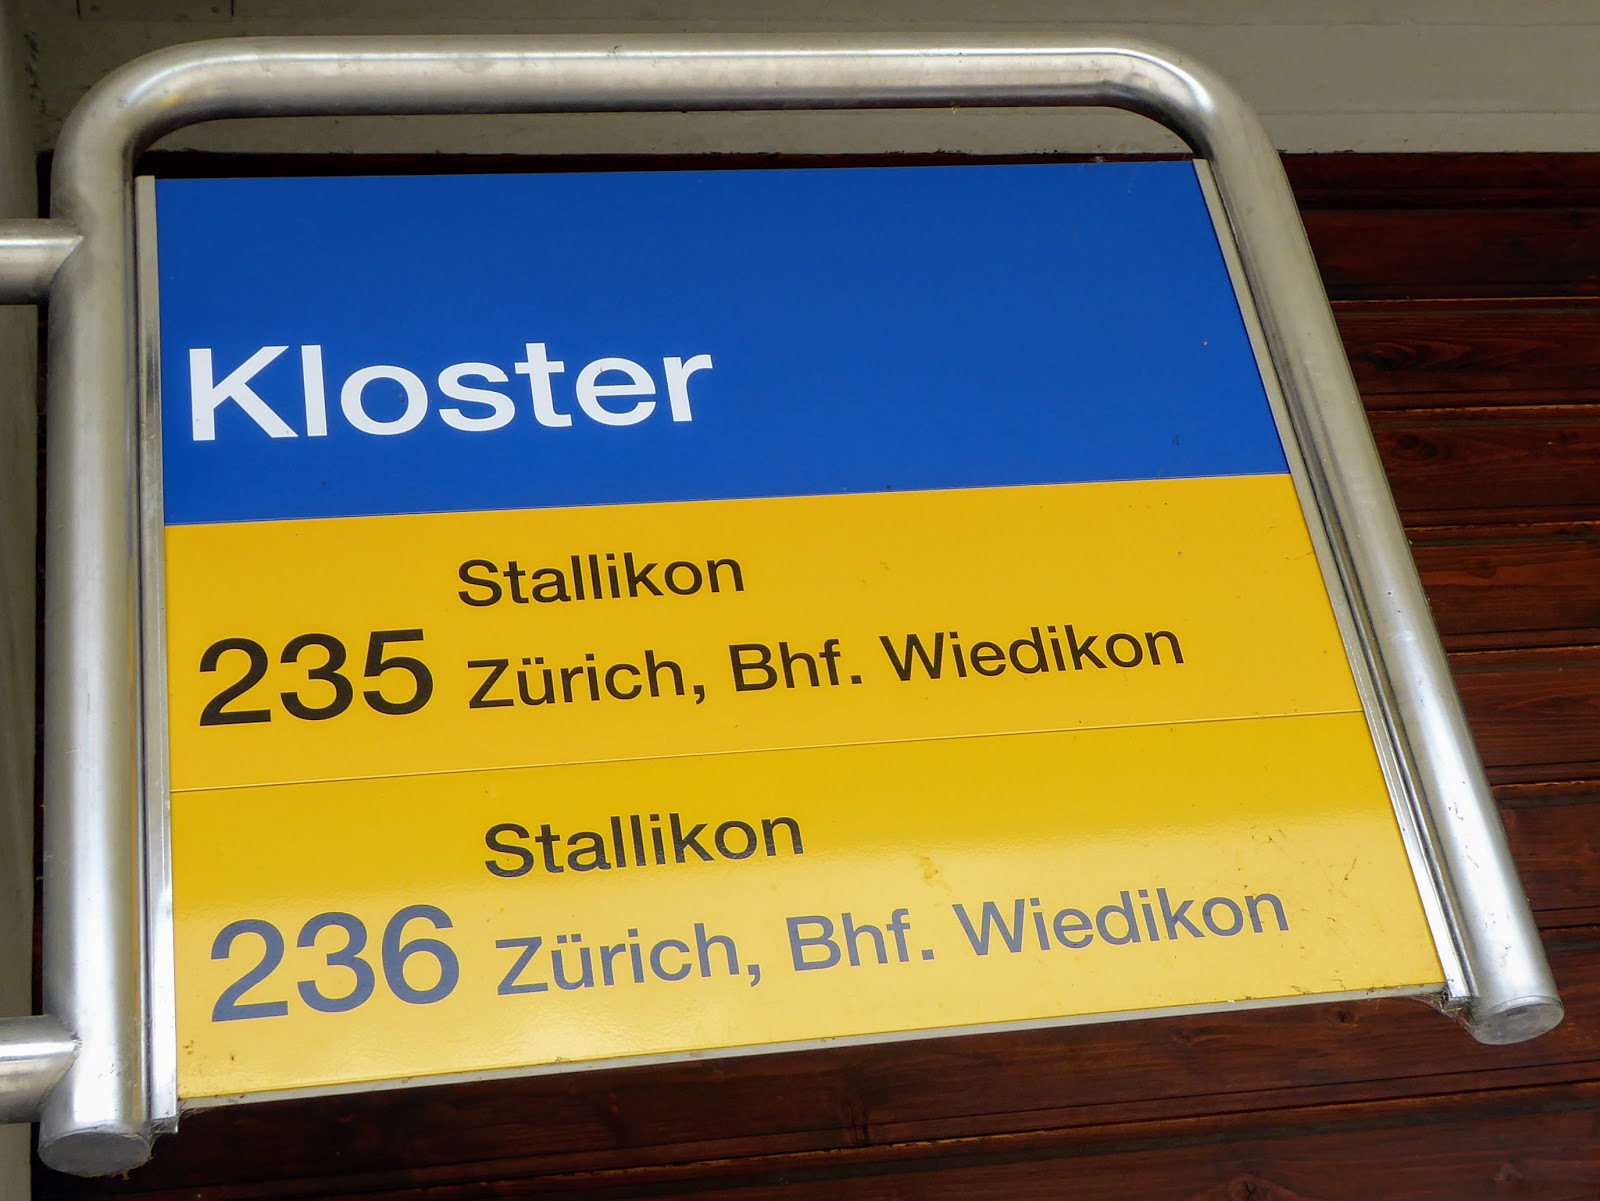 Kloster
Stallikon
235 Zürich, Bhf. Wiedikon
Stallikon
236 Zürich, Bhf. Wiedikon